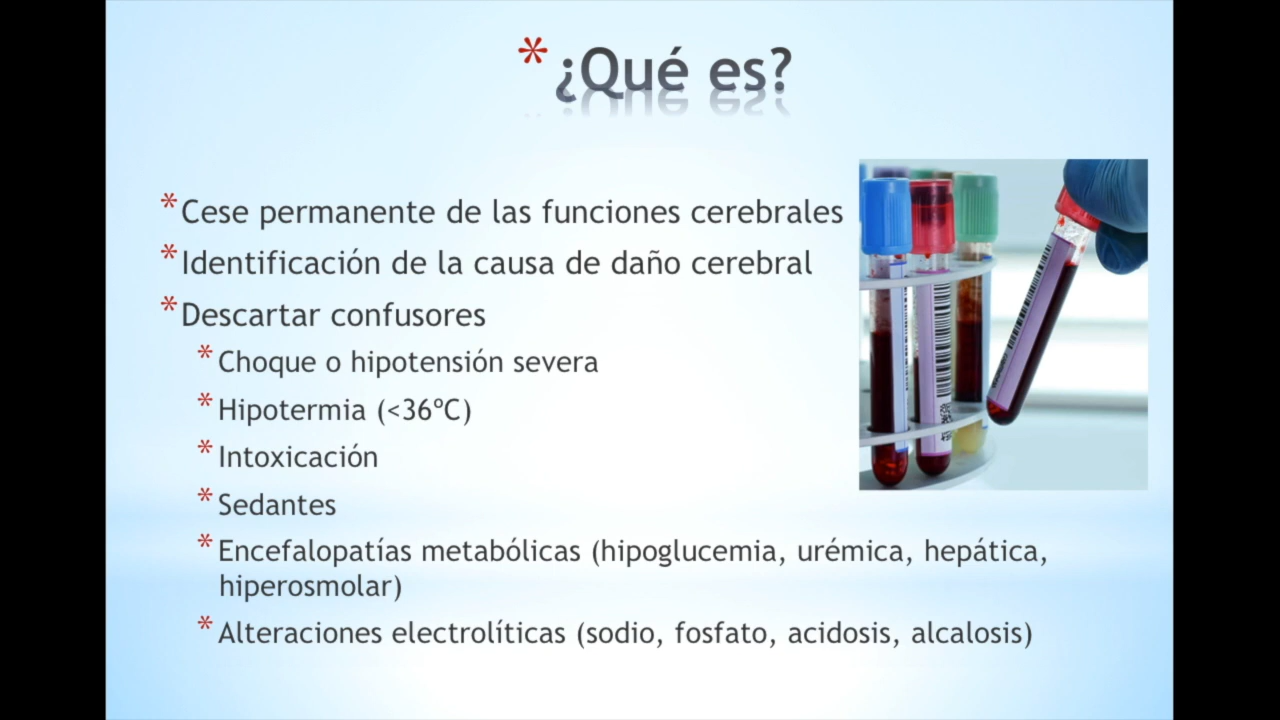 * ¿Qué es?
* Cese permanente de las funciones cerebrales
* Identificación de la causa de daño cerebral
* Descartar confusores
* Choque o hipotensión severa
* Hipotermia (<36ºC)
* Intoxicación
* Sedantes
* Encefalopatías metabólicas (hipoglucemia, urémica, hepática,
hiperosmolar)
* Alteraciones electrolíticas (sodio, fosfato, acidosis, alcalosis)